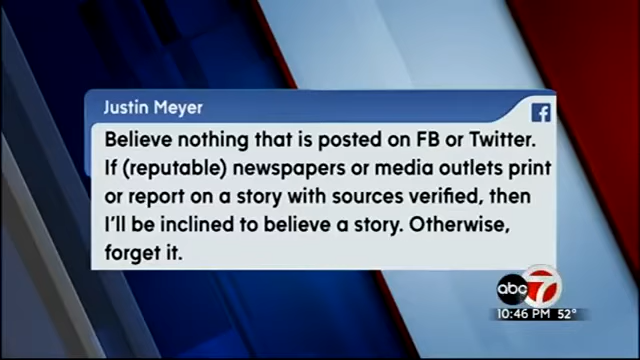 Justin Meyer
f
Believe nothing that is posted on FB or Twitter.
If (reputable) newspapers or media outlets print
or report on a story with sources verified, then
I'll be inclined to believe a story. Otherwise,
forget it.
abc 7
10:46 PM 52°